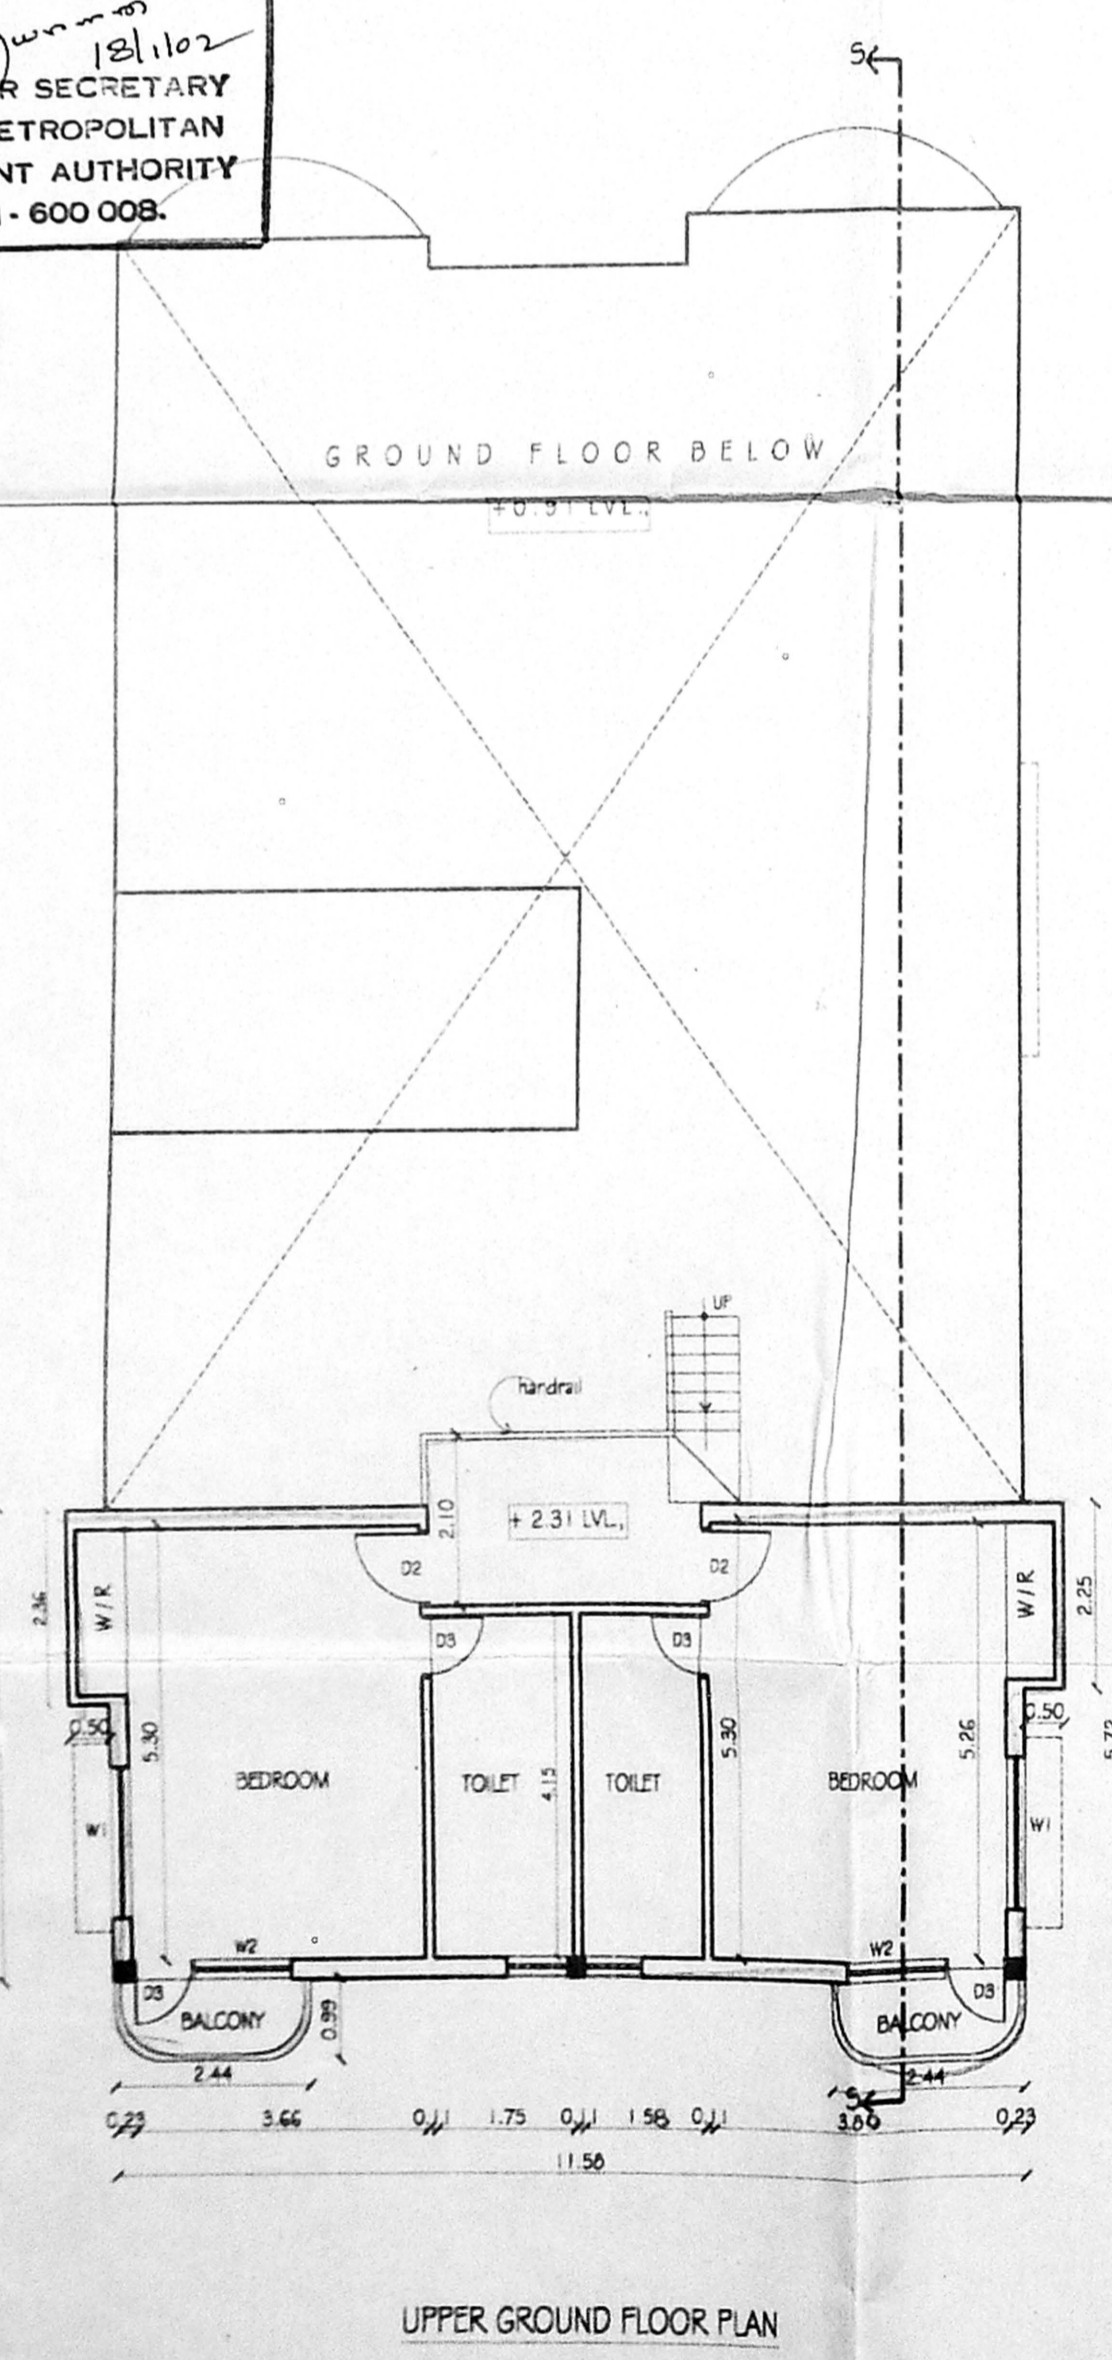 18/1/02
R SECRETARY
ETROPOLITAN
NT AUTHORITY
- 600 008.
S
GROUND FLOOR BELOW
+0.91 LVL.,
UP
handrail
2.10
+ 2.31 LVL.,
D2
D2
W/R
W/R
2.36
2.25
D3
D3
0.50
0.50
5.30
5.30
5.26
4.15
BEDROOM
TOILET
TOILET
BEDROOM
W1
W1
W2
W2
D3
D3
BALCONY
BALCONY
0.99
2.44
2.44
S
0.23
3.66
0.11
1.75
0.11
1.58
0.11
0.23
11.58
UPPER GROUND FLOOR PLAN